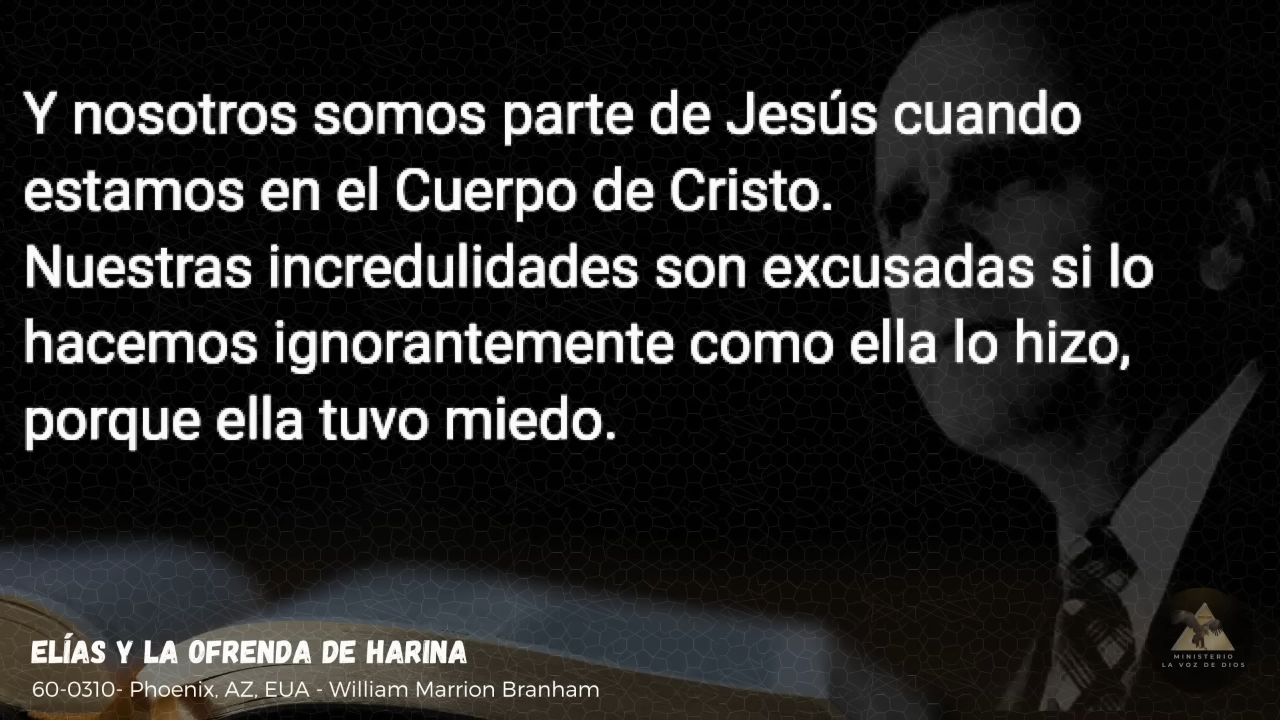 Y nosotros somos parte de Jesús cuando
estamos en el Cuerpo de Cristo.
Nuestras incredulidades son excusadas si lo
hacemos ignorantemente como ella lo hizo,
porque ella tuvo miedo.
ELÍAS Y LA OFRENDA DE HARINA
60-0310- Phoenix, AZ, EUA - William Marrion Branham
MINISTERIO
LA VOZ DE DIOS